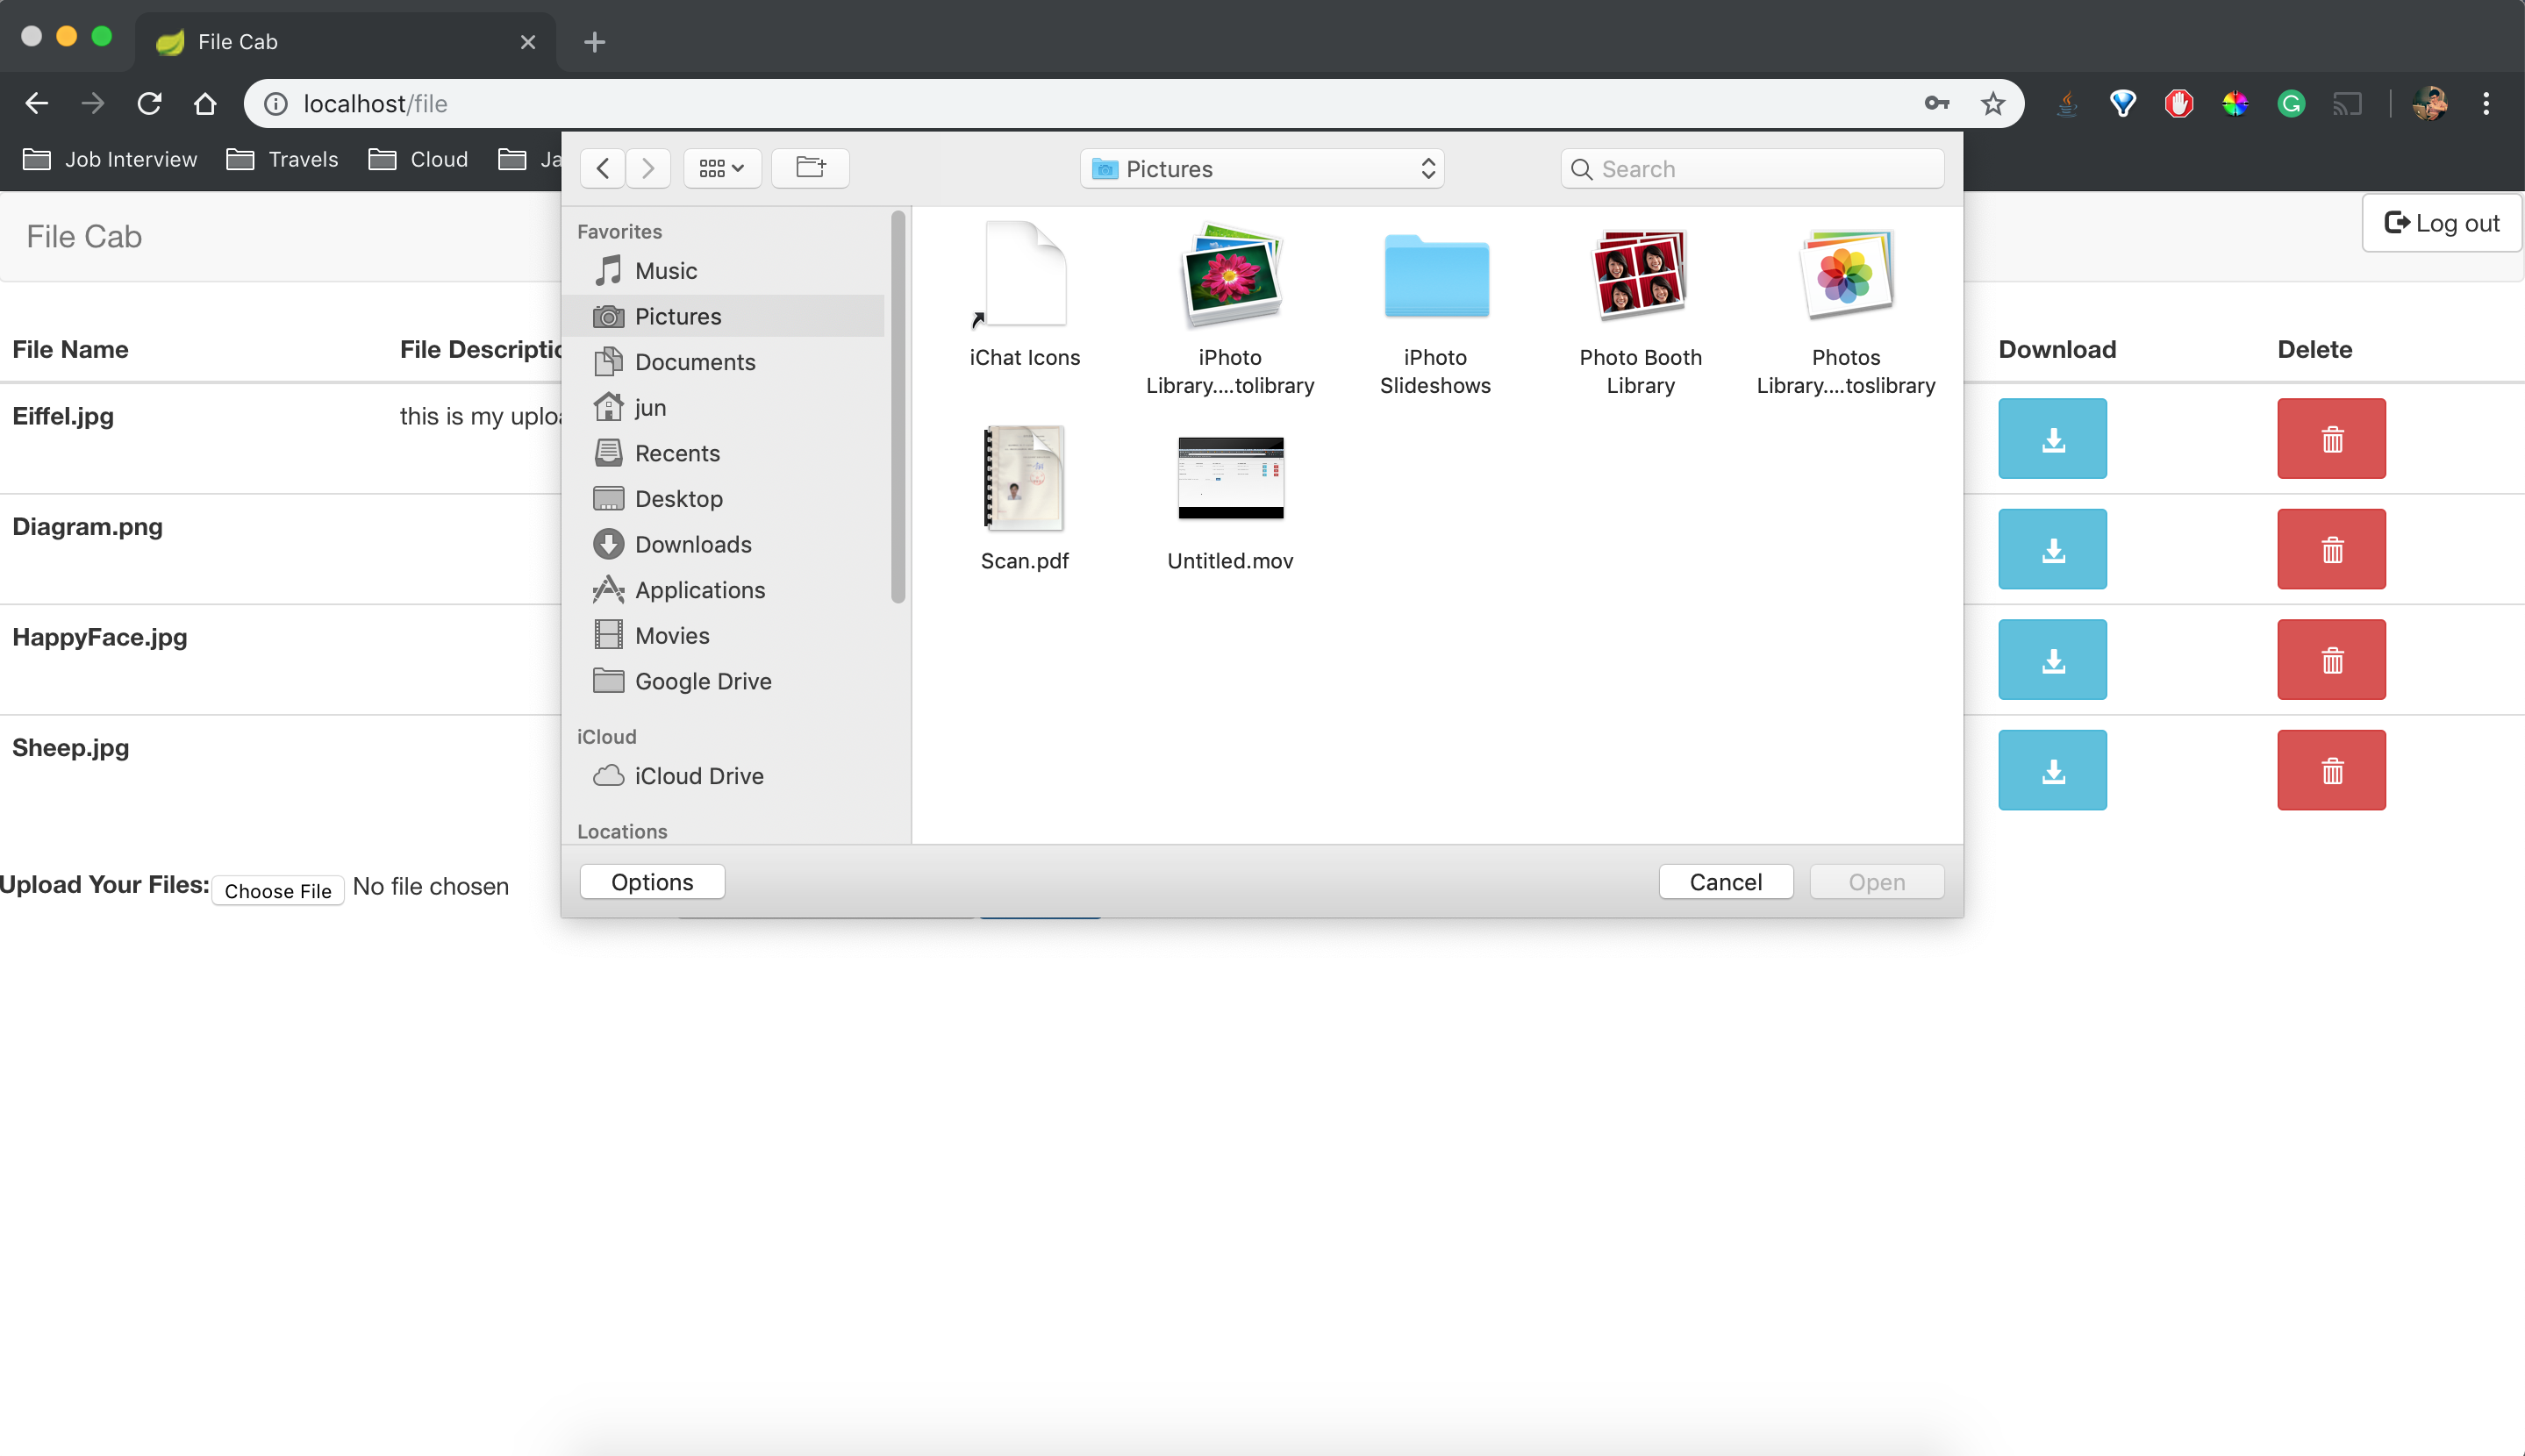 File Cab
localhost/file
Job Interview
Travels
Cloud
Ja
Pictures
Search
File Cab
Log out
Favorites
Music
Pictures
Documents
jun
Recents
Desktop
Downloads
Applications
Movies
Google Drive
iCloud
iCloud Drive
Locations
iChat Icons
iPhoto
Library....tolibrary
iPhoto
Slideshows
Photo Booth
Library
Photos
Library....toslibrary
Scan.pdf
Untitled.mov
Options
Cancel
Open
File Name
File Descriptio
Download
Delete
Eiffel.jpg
this is my uploa
Diagram.png
HappyFace.jpg
Sheep.jpg
Upload Your Files: Choose File No file chosen